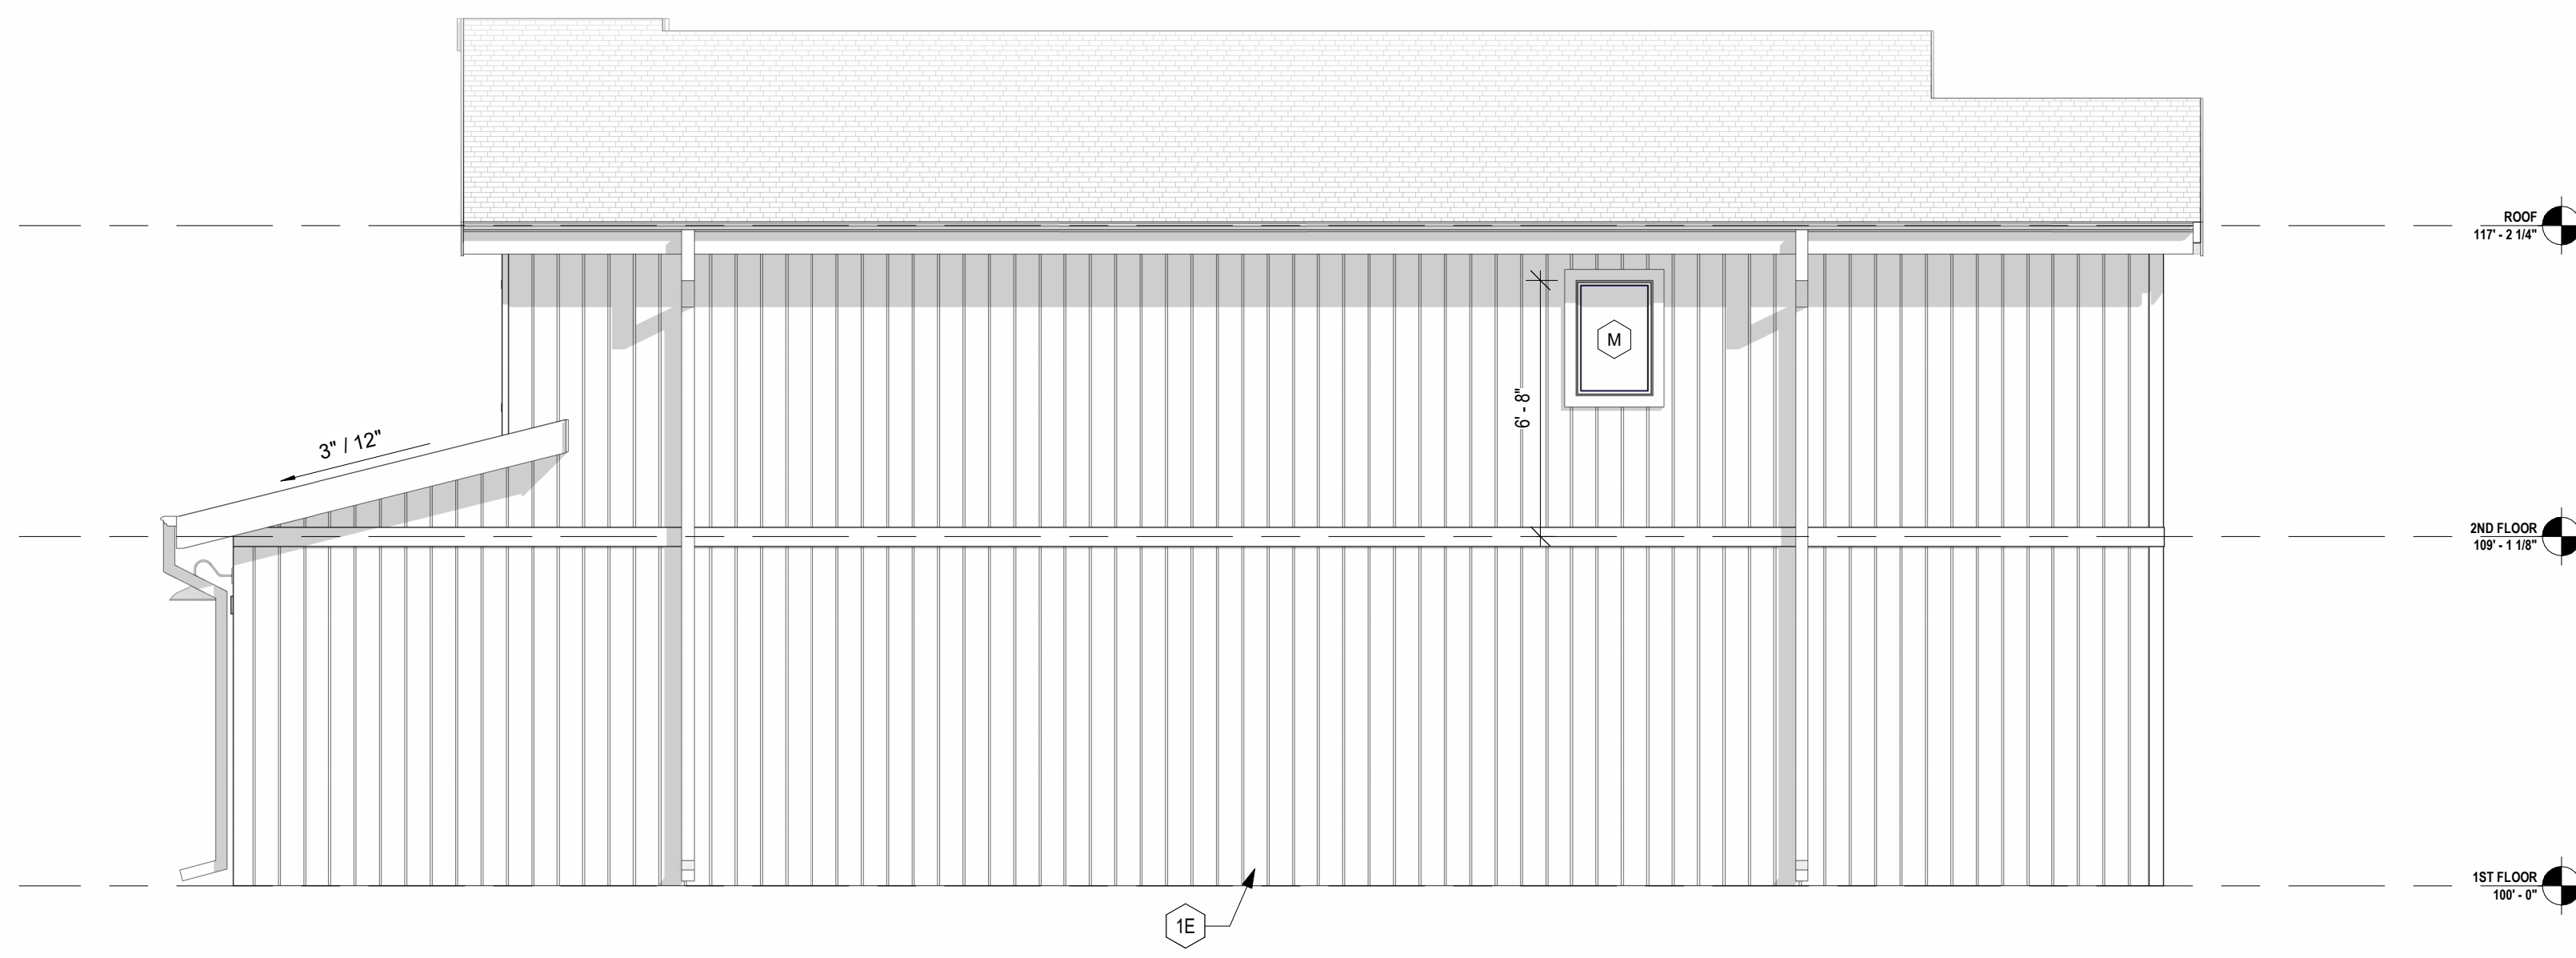 ROOF
117' - 2 1/4"
M
6' - 8"
3" / 12"
2ND FLOOR
109' - 1 1/8"
1ST FLOOR
100' - 0"
1E